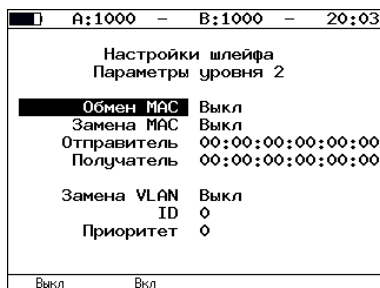 A:1000 – B:1000 – 20:03
Настройки шлейфа
Параметры уровня 2
Обмен MAC Выкл
Замена MAC Выкл
Отправитель 00:00:00:00:00:00
Получатель 00:00:00:00:00:00
Замена VLAN Выкл
ID 0
Приоритет 0
Выкл Вкл